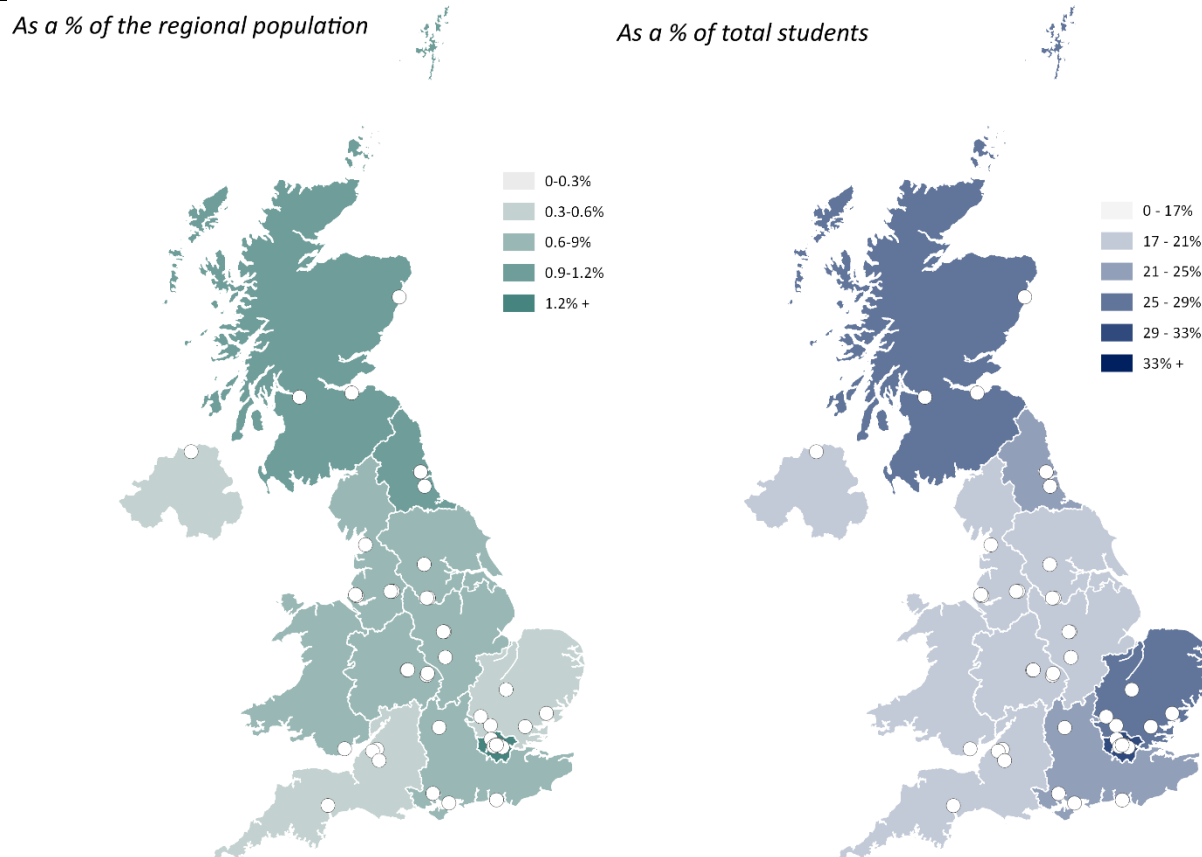 As a % of the regional population
As a % of total students
0-0.3%
0.3-0.6%
0.6-9%
0.9-1.2%
1.2% +
0 - 17%
17 - 21%
21 - 25%
25 - 29%
29 - 33%
33% +